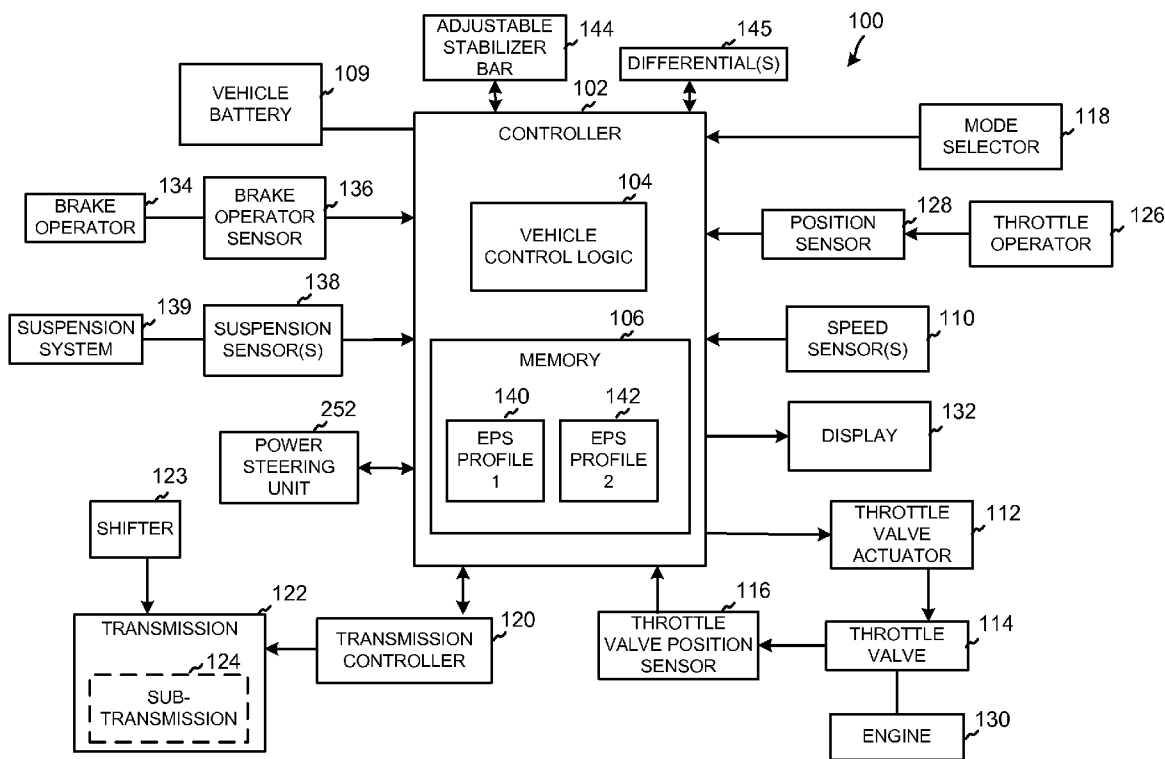 ADJUSTABLE
STABILIZER
BAR
144
145
DIFFERENTIAL(S)
100
109
VEHICLE
BATTERY
102
CONTROLLER
MODE
SELECTOR
118
134
BRAKE
OPERATOR
136
BRAKE
OPERATOR
SENSOR
104
VEHICLE
CONTROL LOGIC
128
POSITION
SENSOR
THROTTLE
OPERATOR
126
139
SUSPENSION
SYSTEM
138
SUSPENSION
SENSOR(S)
106
MEMORY
SPEED
SENSOR(S)
110
140
EPS
PROFILE
1
142
EPS
PROFILE
2
252
POWER
STEERING
UNIT
DISPLAY
132
123
SHIFTER
THROTTLE
VALVE
ACTUATOR
112
122
TRANSMISSION
124
SUB-
TRANSMISSION
TRANSMISSION
CONTROLLER
120
116
THROTTLE
VALVE POSITION
SENSOR
THROTTLE
VALVE
114
ENGINE
130